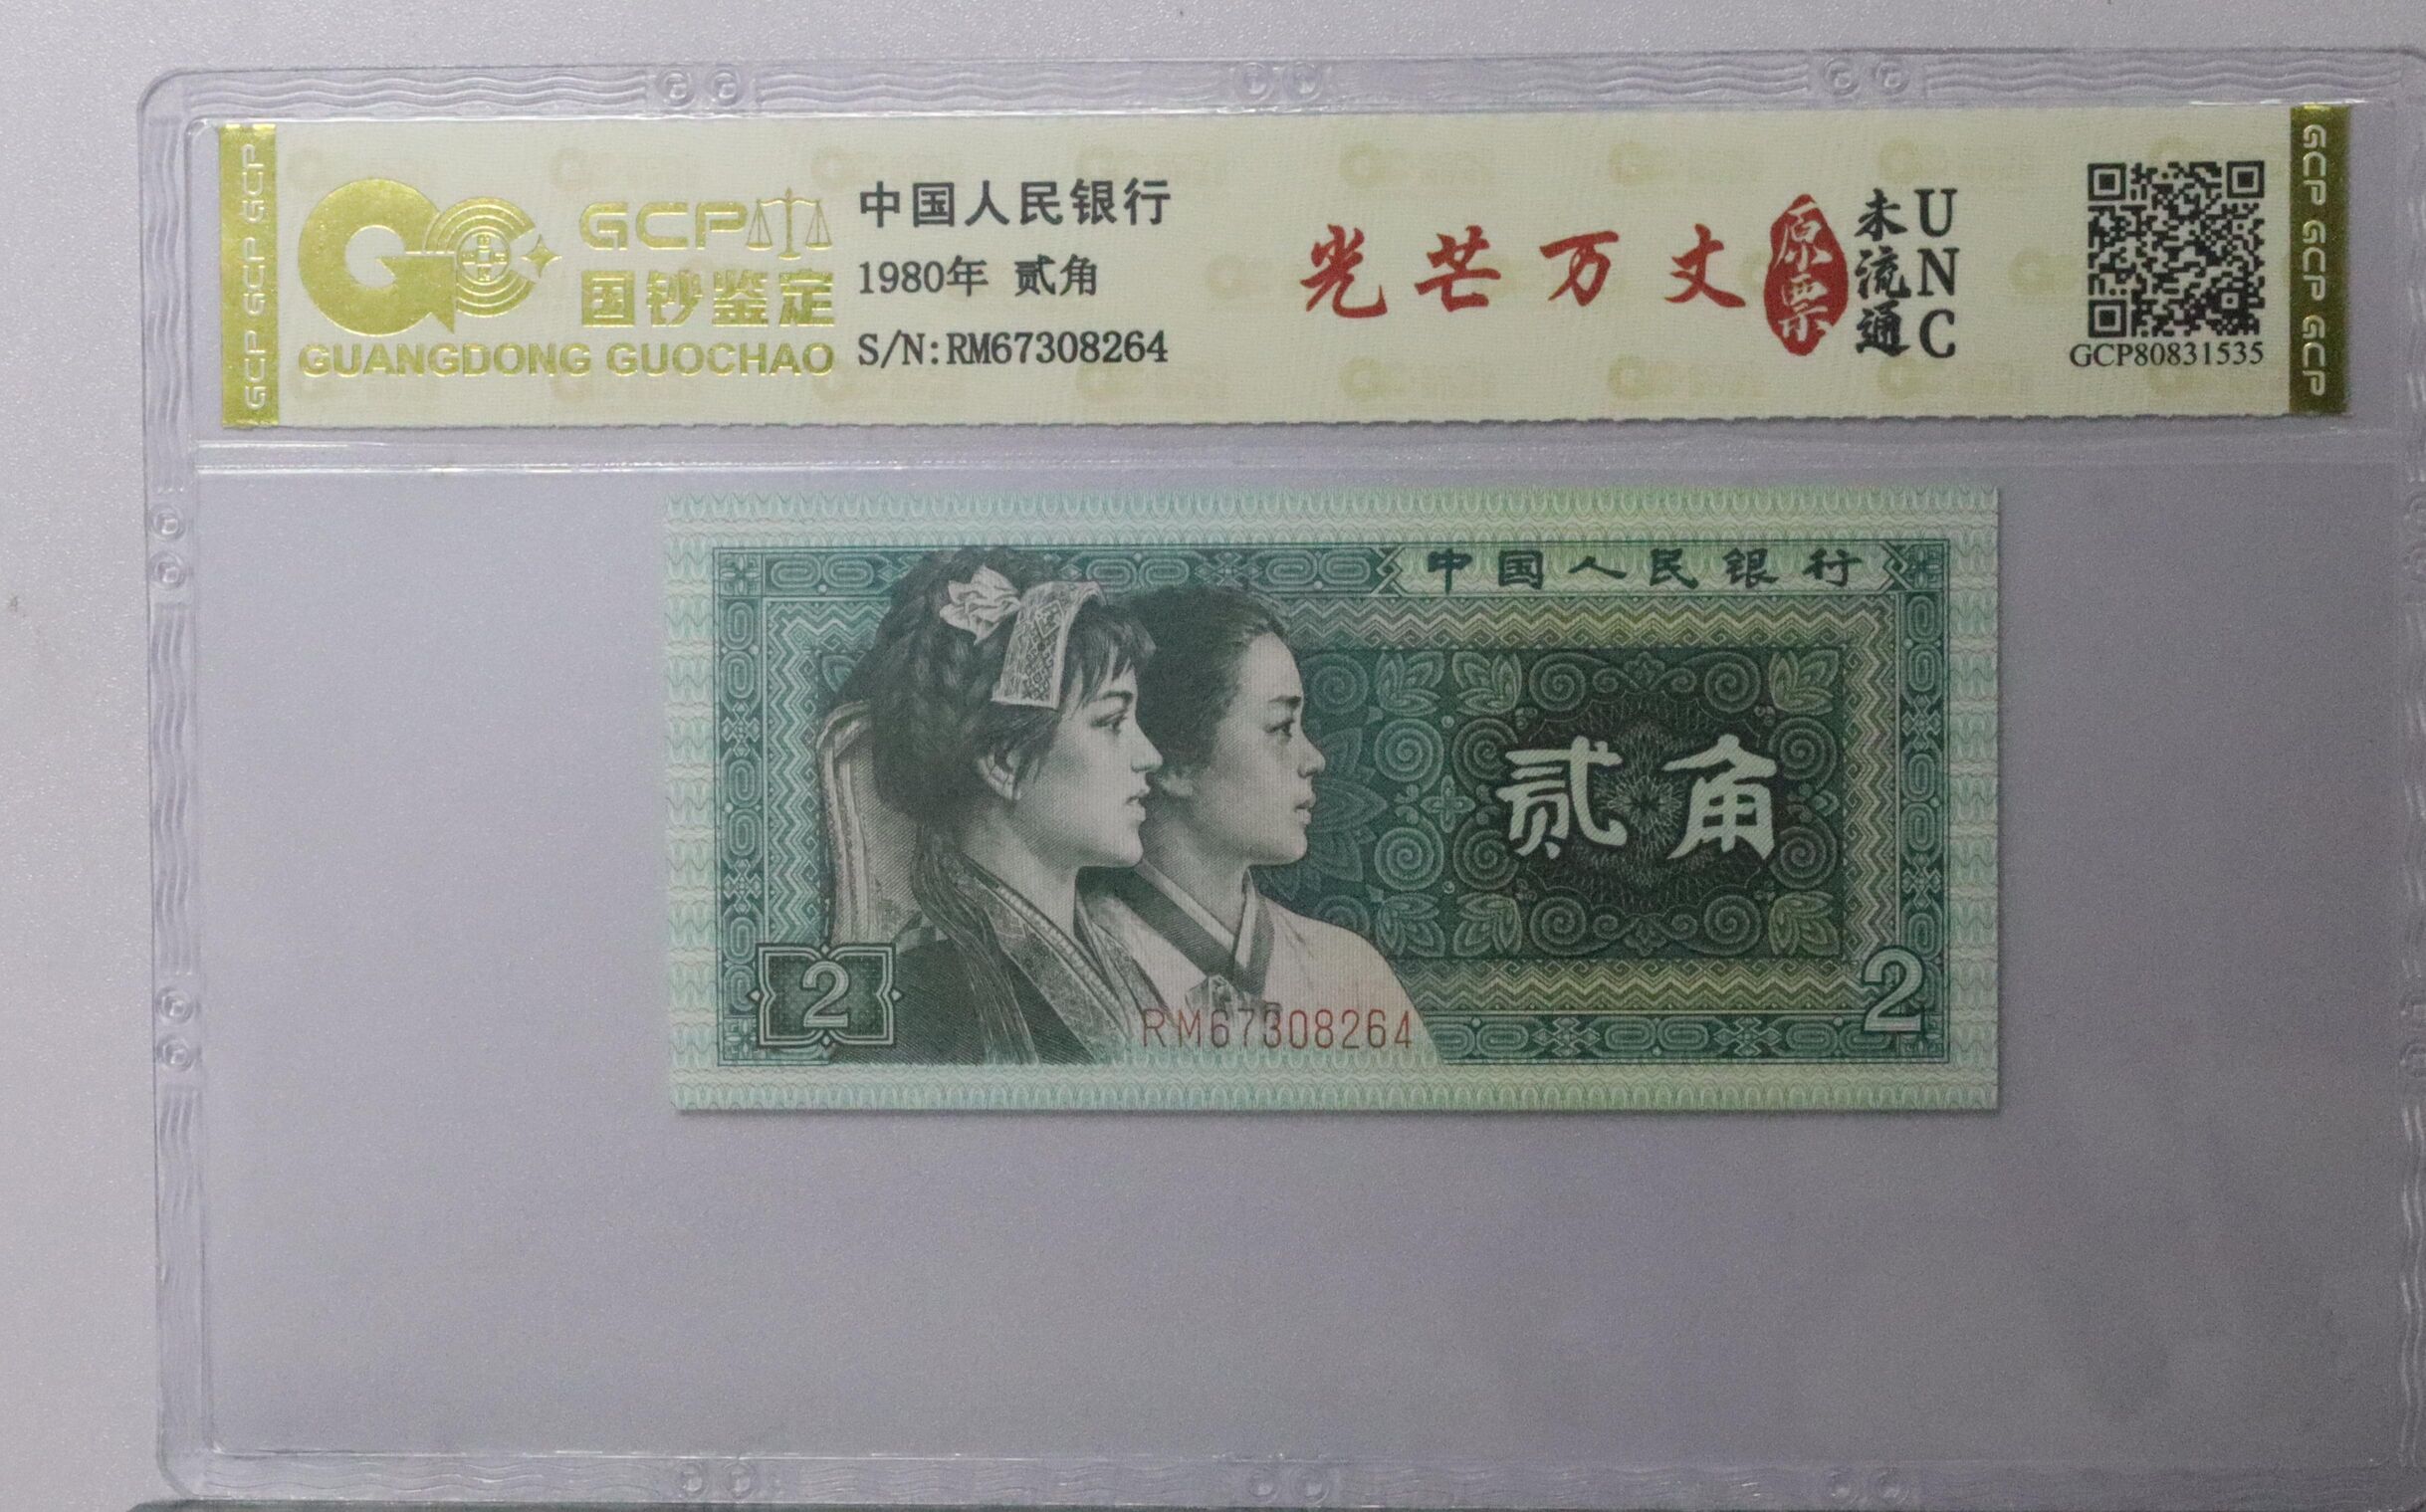 GCP GCP GCP
GCP
国钞鉴定
GUANGDONG GUOCHAO
中国人民银行
1980年 贰角
S/N:RM67308264
光芒万丈
原票
未流通
UNC
GCP80831535
GCP GCP GCP
中国人民银行
贰角
2
2
RM67308264